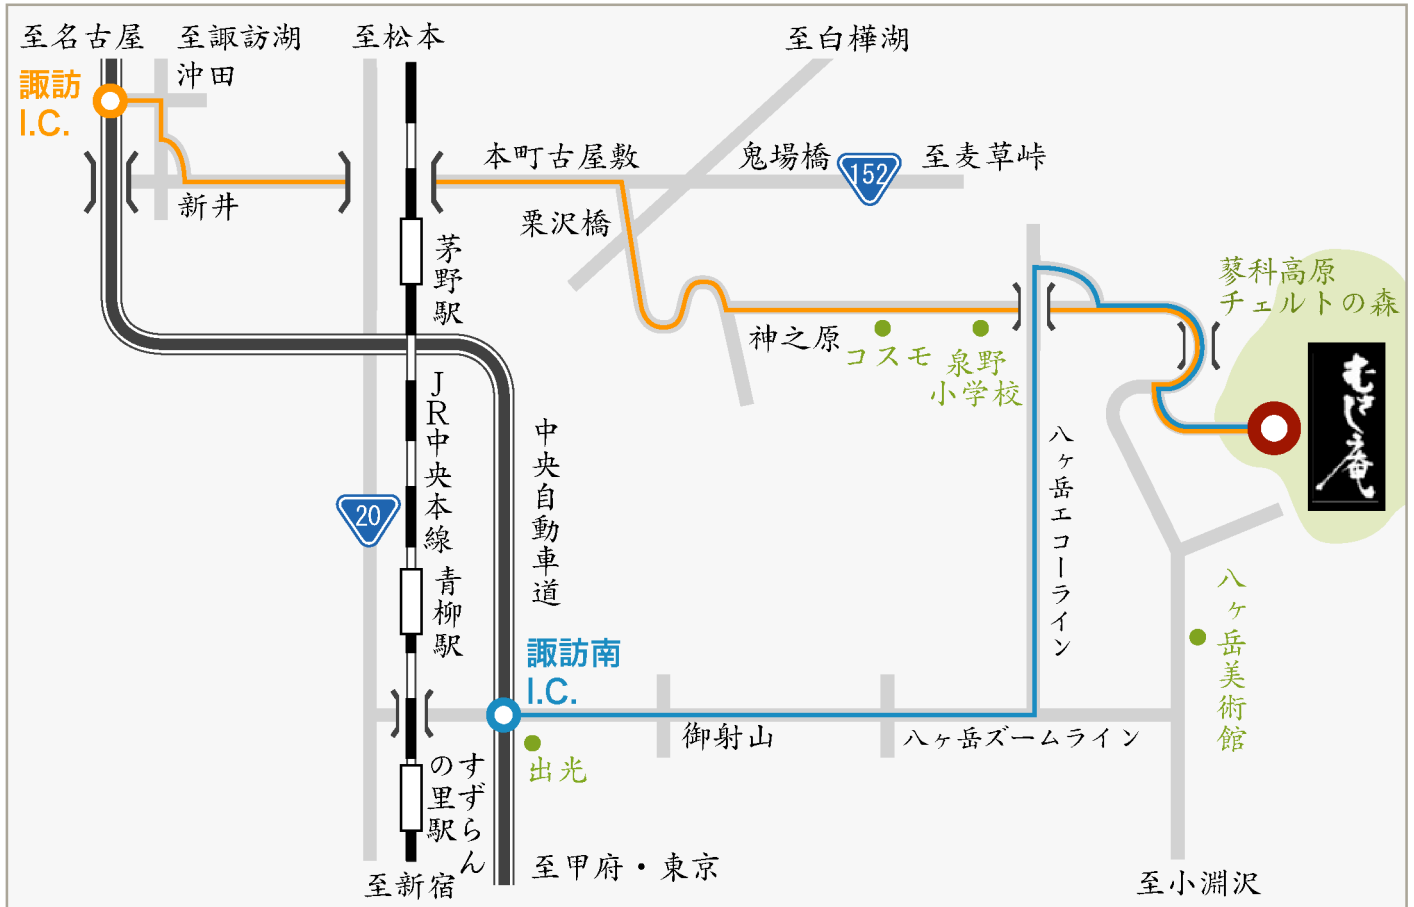 至名古屋
至諏訪湖
至松本
至白樺湖
沖田
諏訪
I.C.
本町古屋敷
鬼場橋
152
至麦草峠
新井
栗沢橋
茅野駅
蓼科高原
チェルトの森
神之原
コスモ
泉野
小学校
むさし庵
JR中央本線
中央自動車道
八ヶ岳エコーライン
20
青柳駅
八ヶ岳美術館
諏訪南
I.C.
御射山
八ヶ岳ズームライン
出光
すずらん
の里駅
至甲府・東京
至新宿
至小淵沢